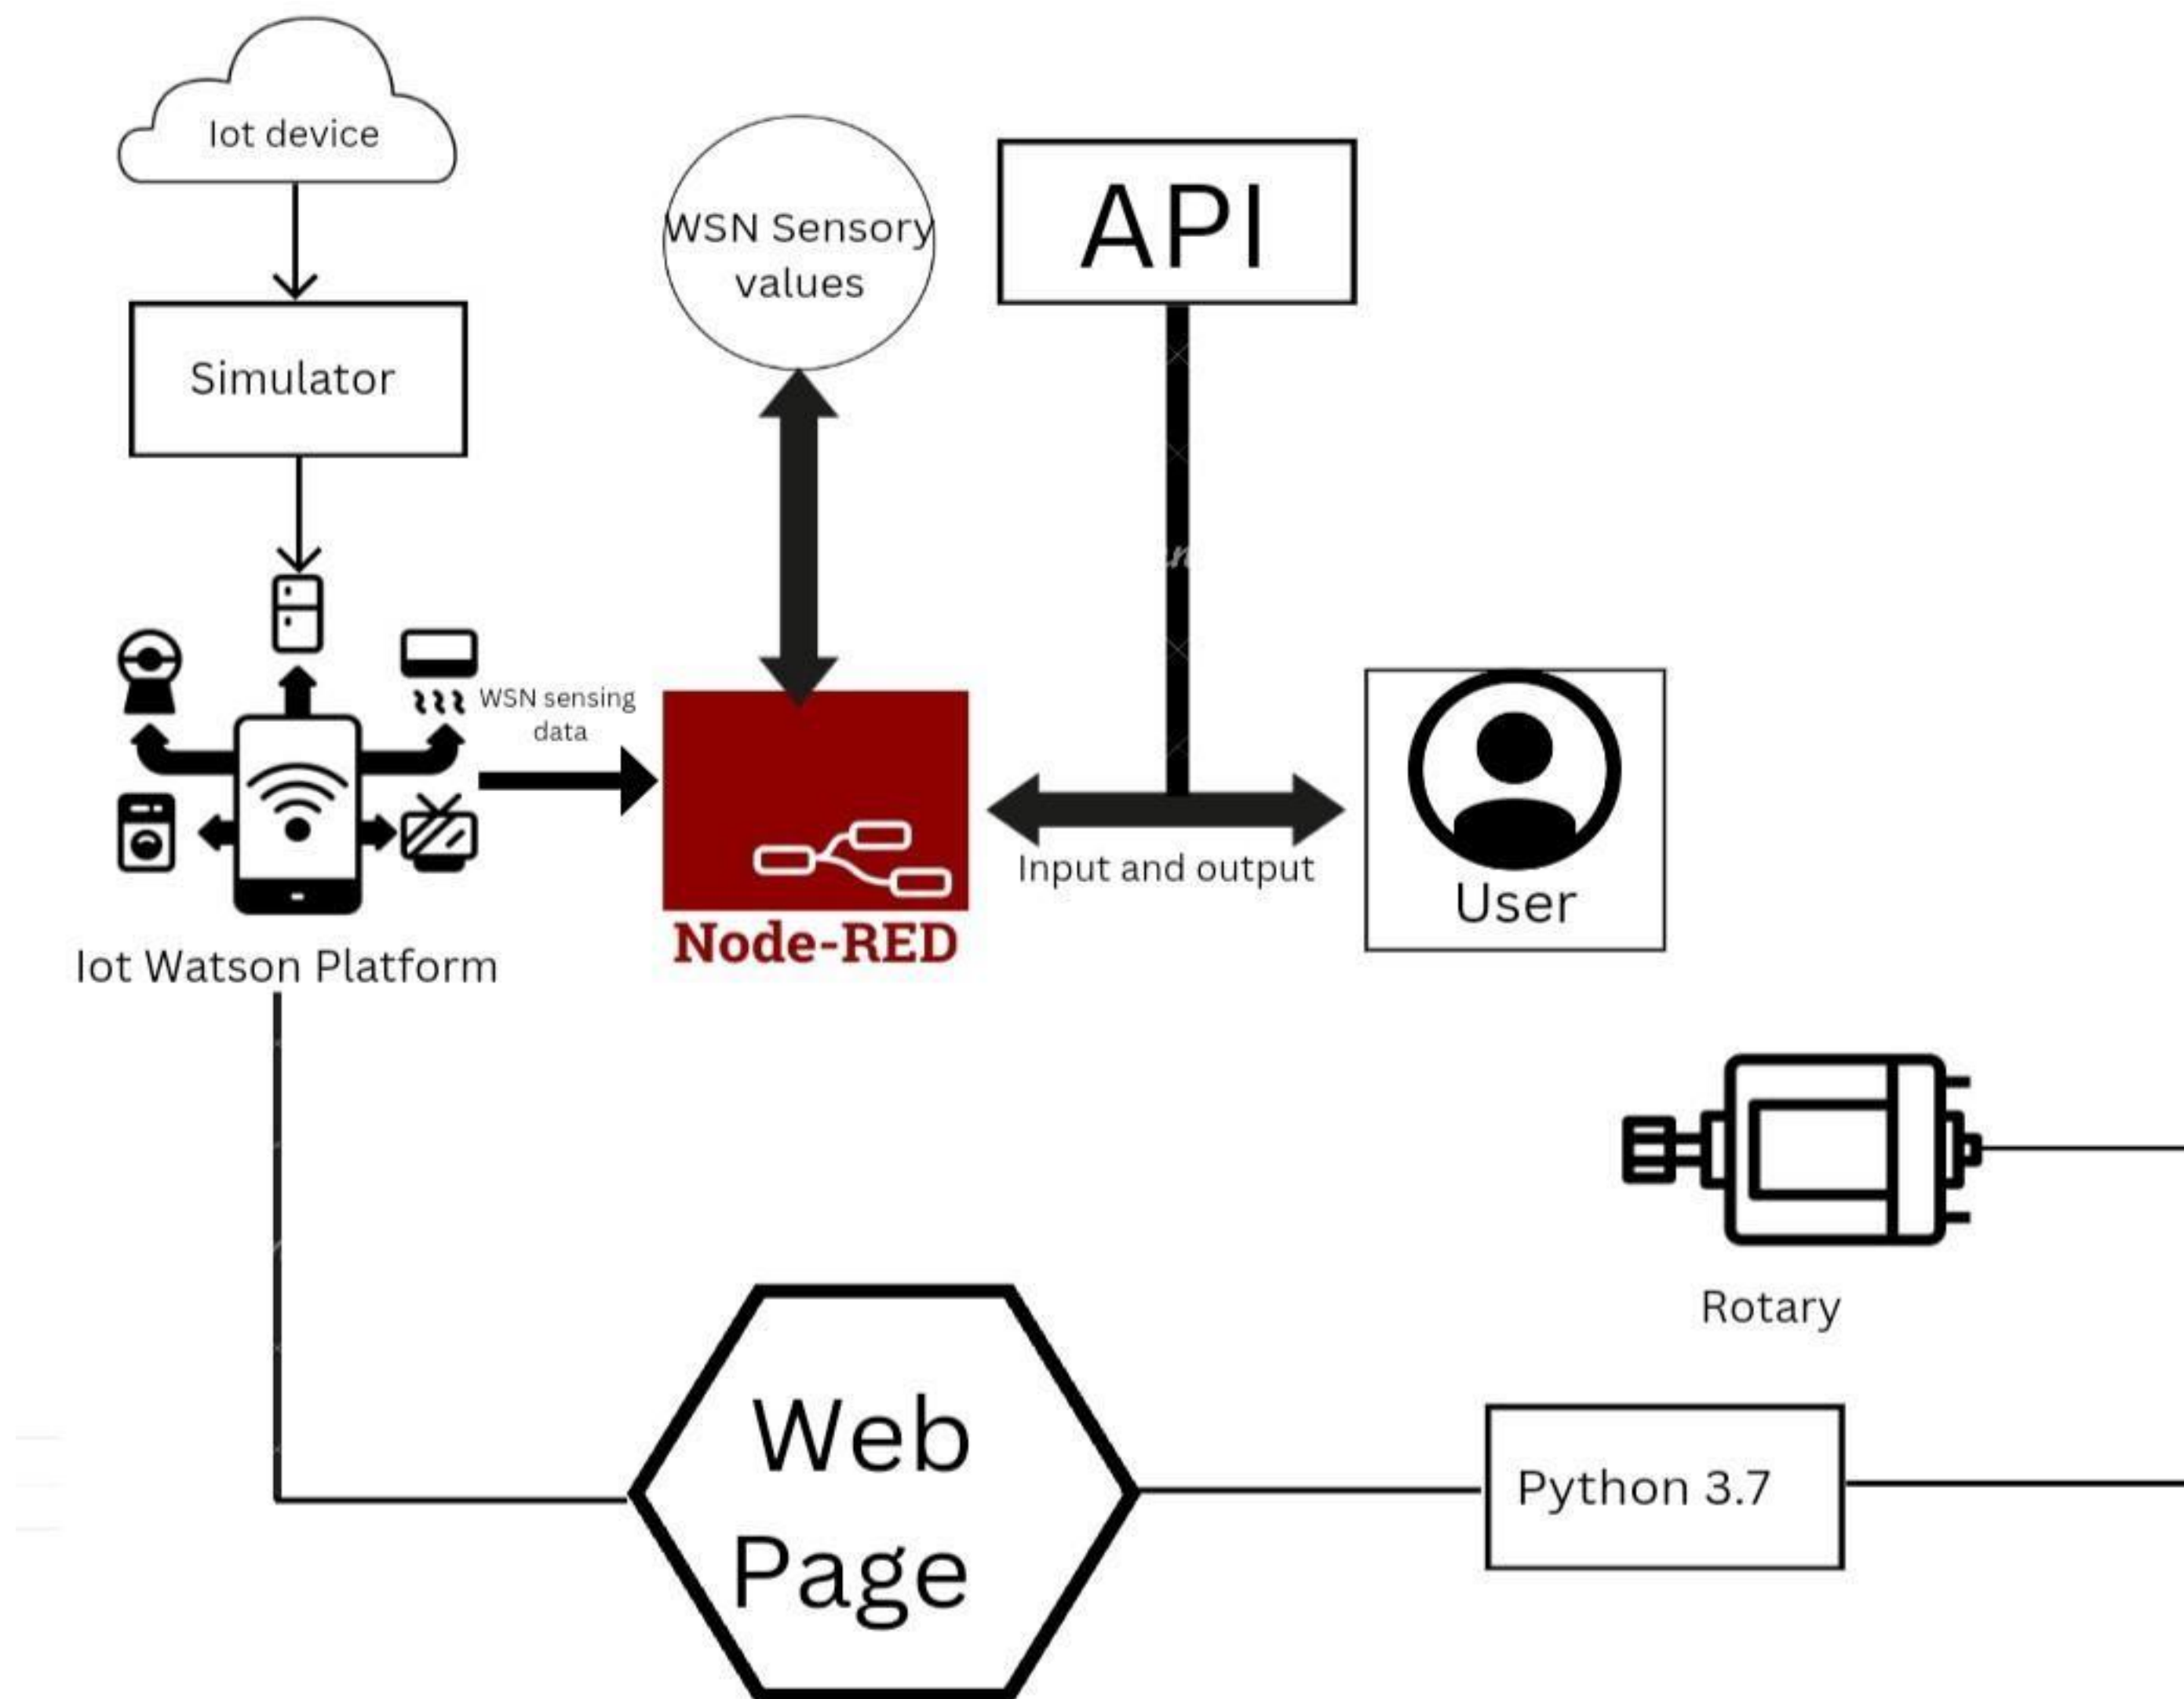 Iot device
Simulator
WSN Sensory
values
API
WSN sensing
data
Node-RED
Input and output
User
Iot Watson Platform
Rotary
Web
Page
Python 3.7